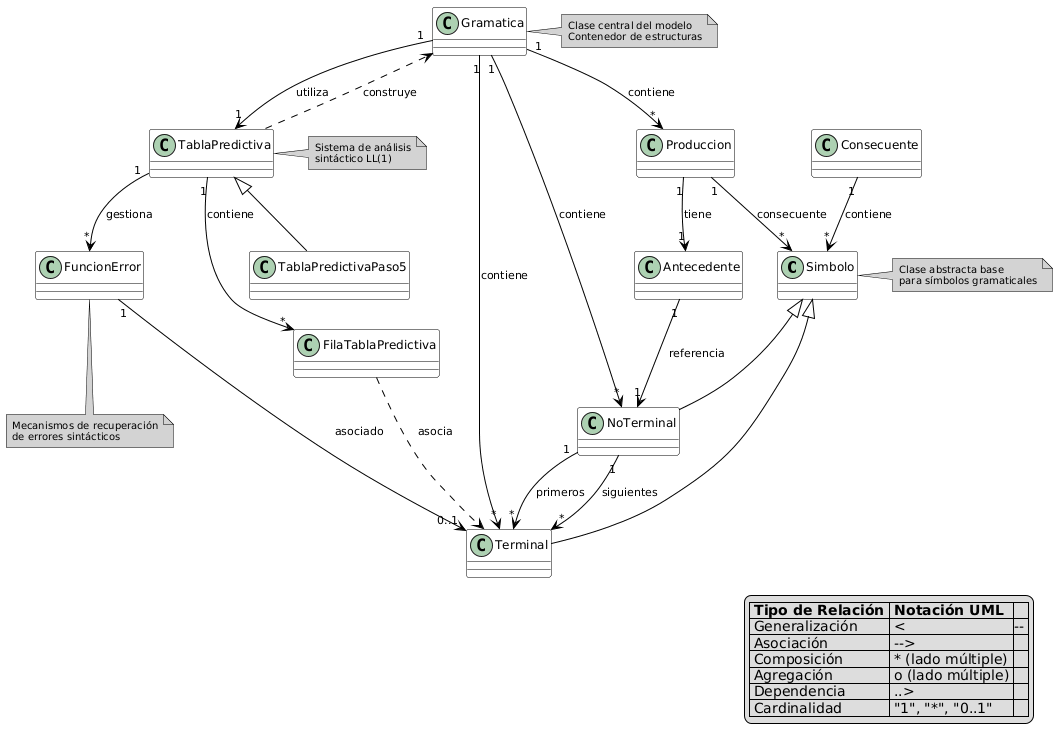 C Gramatica
Clase central del modelo
Contenedor de estructuras
1
1
1
1
utiliza
construye
contiene
1
*
C TablaPredictiva
Sistema de análisis
sintáctico LL(1)
C Produccion
C Consecuente
1
1
1
1
1
gestiona
contiene
contiene
tiene
consecuente
contiene
*
1
*
*
C FuncionError
C TablaPredictivaPaso5
C Antecedente
C Simbolo
Clase abstracta base
para símbolos gramaticales
contiene
1
1
*
C FilaTablaPredictiva
referencia
*
1
Mecanismos de recuperación
de errores sintácticos
C NoTerminal
asociado
asocia
1
1
primeros
siguientes
0..1
*
*
*
C Terminal
Tipo de Relación Notación UML
Generalización < --
Asociación -->
Composición * (lado múltiple)
Agregación o (lado múltiple)
Dependencia ..>
Cardinalidad "1", "*", "0..1"